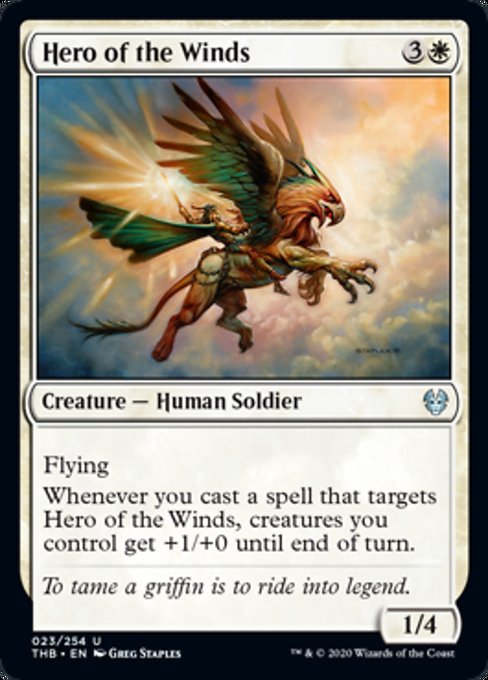 Hero of the Winds 3
Creature — Human Soldier
Flying
Whenever you cast a spell that targets
Hero of the Winds, creatures you
control get +1/+0 until end of turn.
To tame a griffin is to ride into legend.
1/4
023/254 U
THB • EN Greg Staples
™ & © 2020 Wizards of the Coast